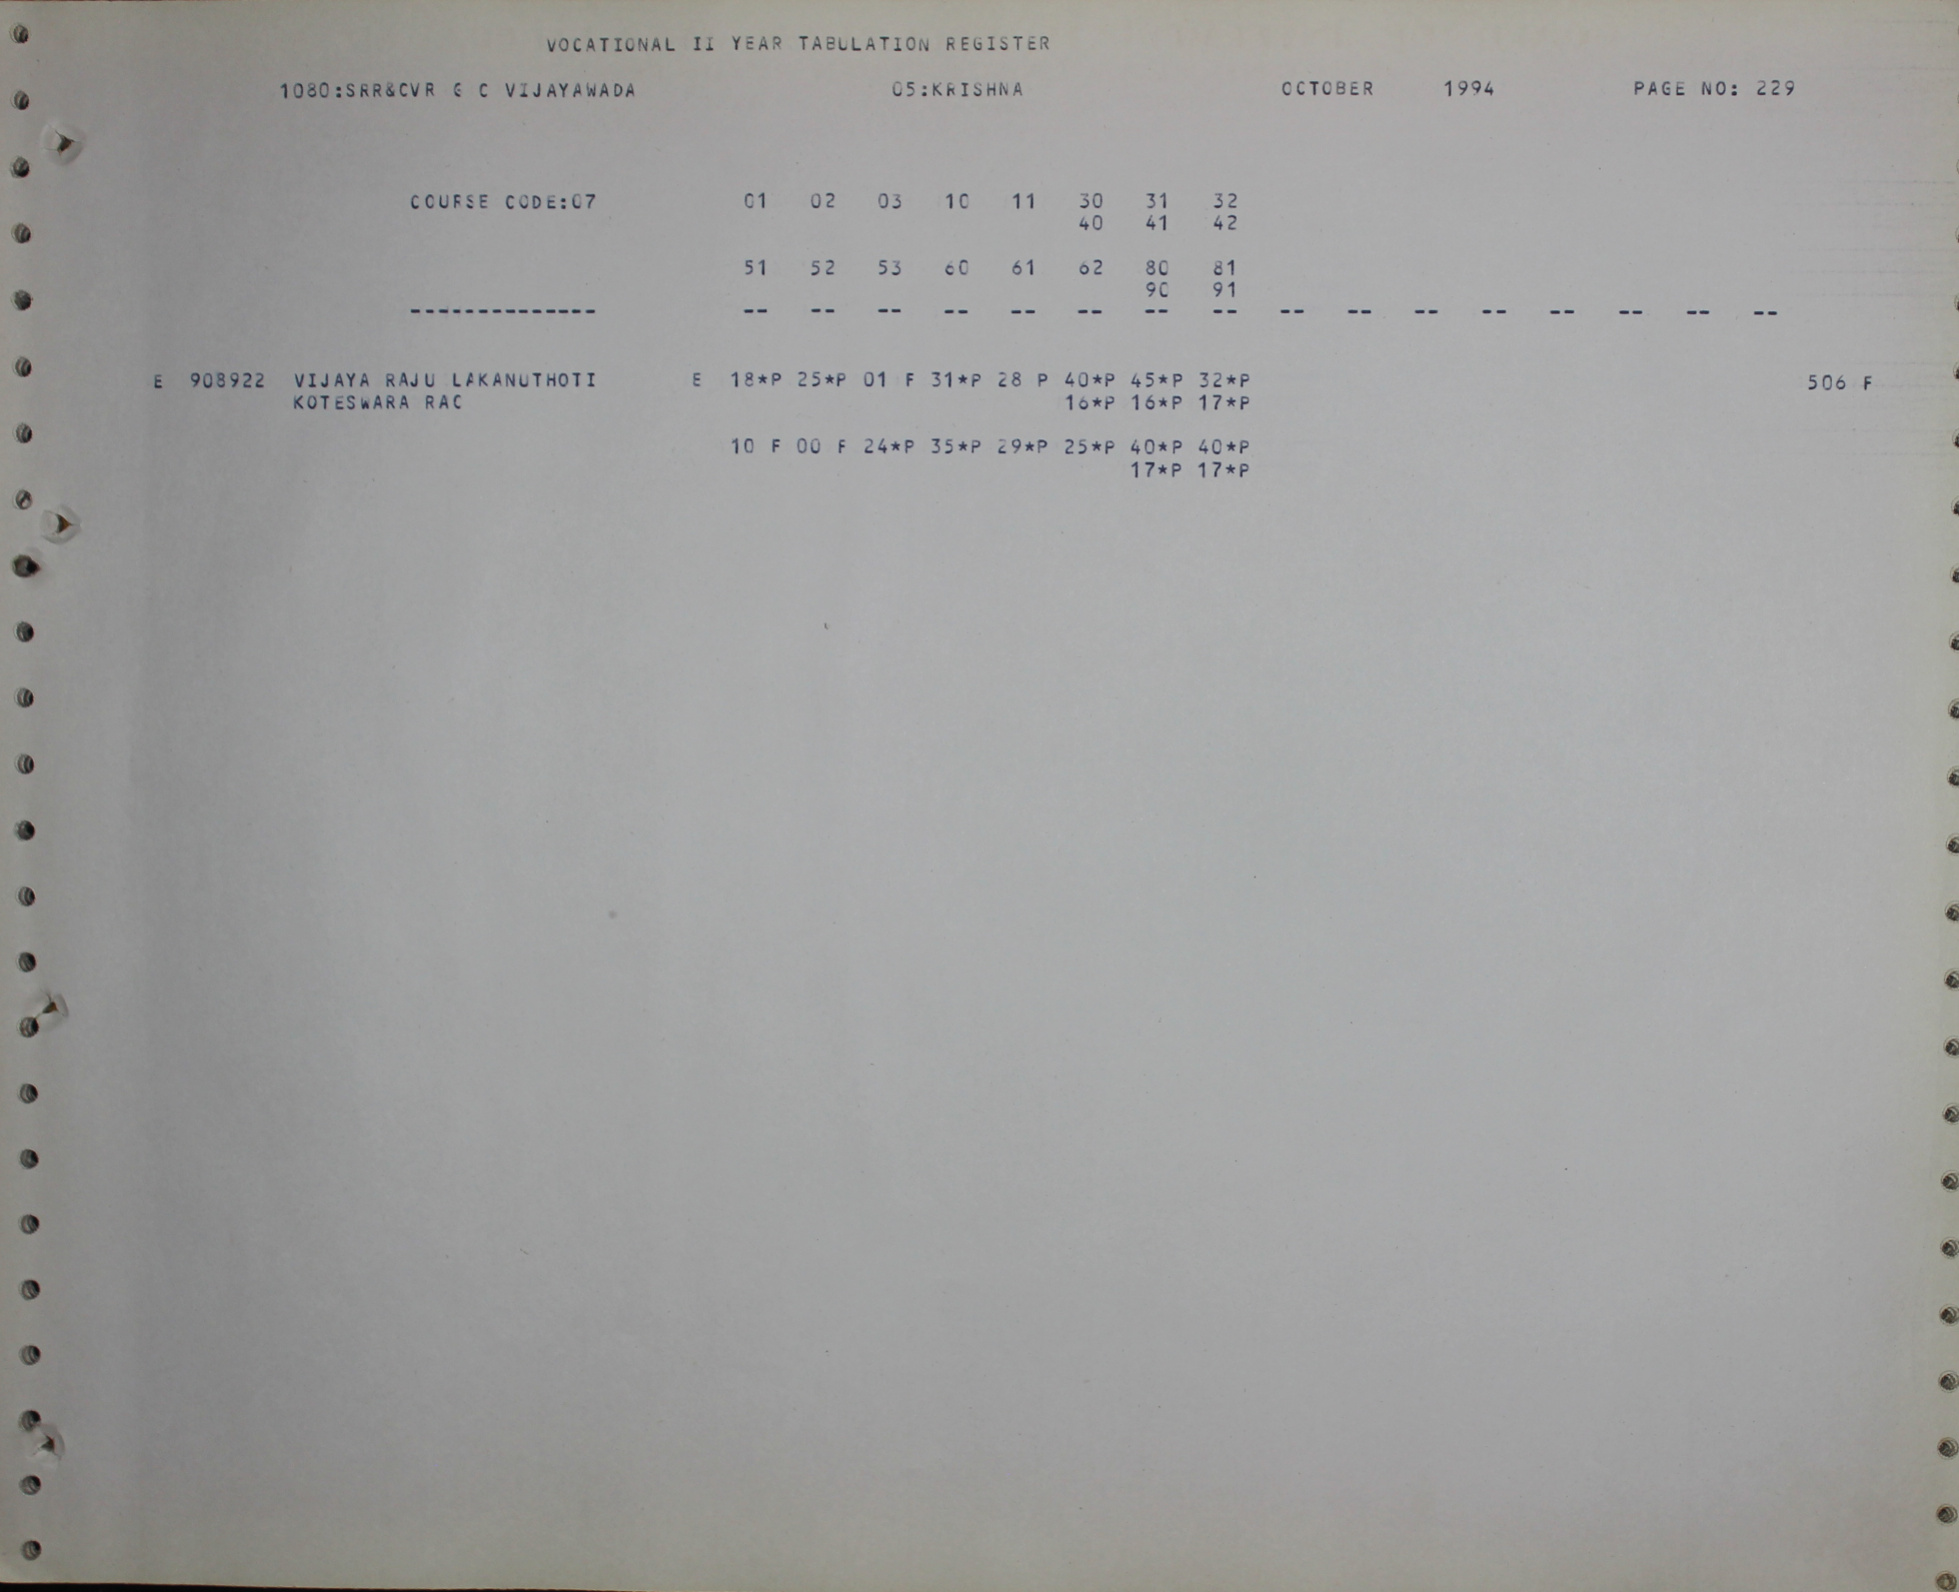 VOCATIONAL II YEAR TABULATION REGISTER
1080:SRR&CVR G C VIJAYAWADA 05:KRISHNA OCTOBER 1994 PAGE NO: 229
COURSE CODE:07 01 02 03 10 11 30 31 32
40 41 42
51 52 53 60 61 62 80 81
90 91
-------------- -- -- -- -- -- -- -- -- -- -- -- -- -- -- -- --
E 908922 VIJAYA RAJU LAKANUTHOTI E 18*P 25*P 01 F 31*P 28 P 40*P 45*P 32*P 506 F
KOTESWARA RAO 16*P 16*P 17*P
10 F 00 F 24*P 35*P 29*P 25*P 40*P 40*P
17*P 17*P